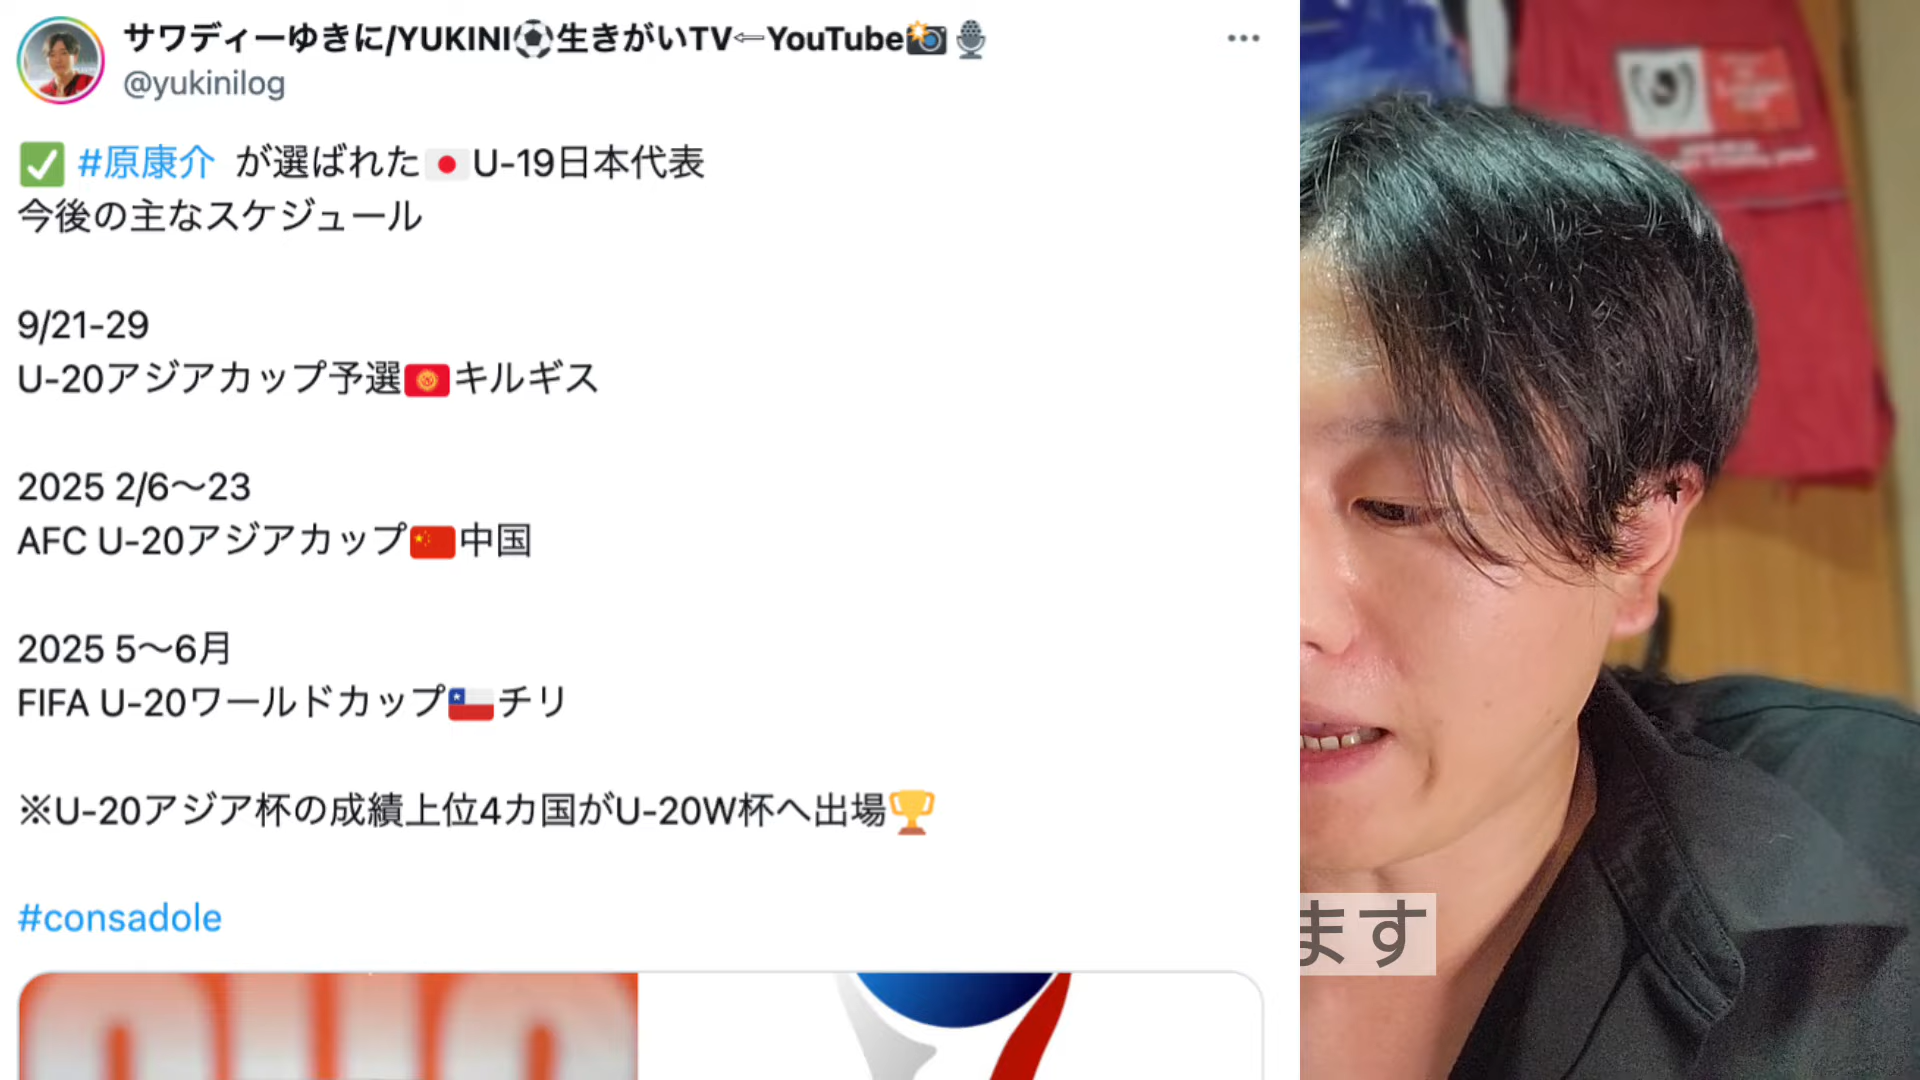 サワディーゆきに/YUKINI⚽生きがいTV⇦YouTube📸🎙
@yukinilog
✅ #原康介 が選ばれた🇯🇵U-19日本代表
今後の主なスケジュール
9/21-29
U-20アジアカップ予選🇰🇬キルギス
2025 2/6〜23
AFC U-20アジアカップ🇨🇳中国
2025 5〜6月
FIFA U-20ワールドカップ🇨🇱チリ
※U-20アジア杯の成績上位4カ国がU-20W杯へ出場🏆
#consadole
ます